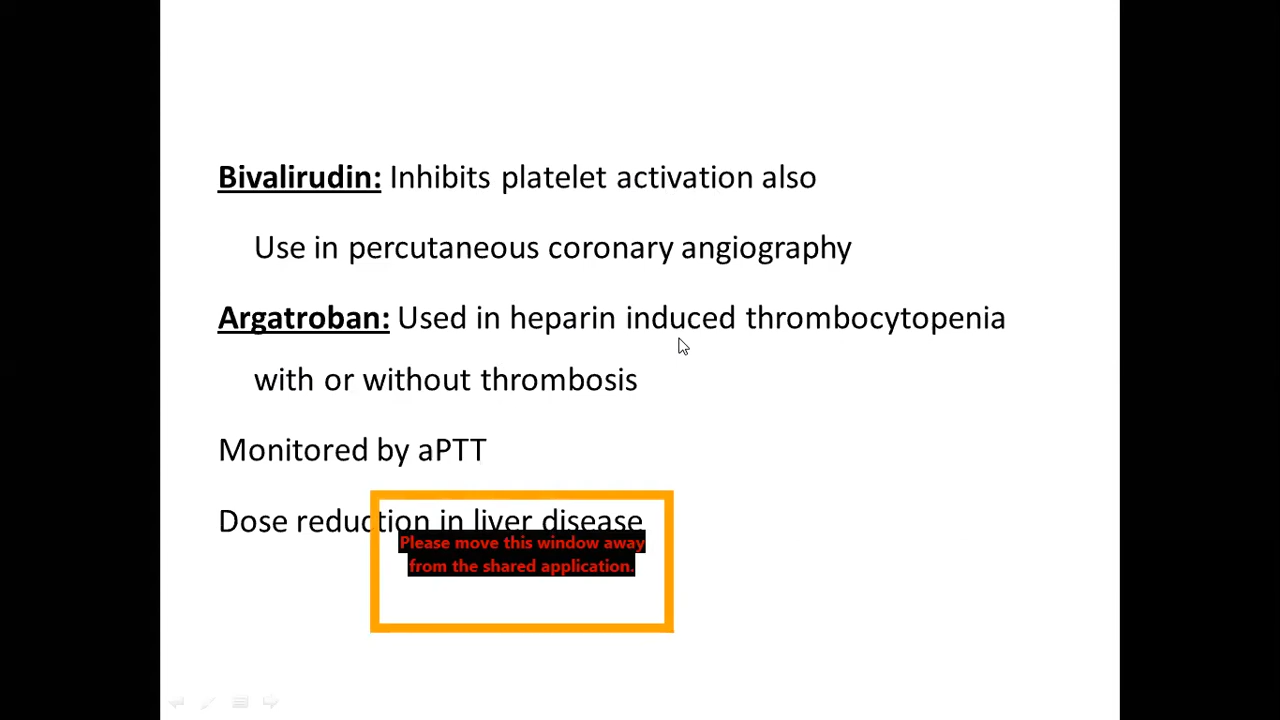 Bivalirudin: Inhibits platelet activation also
Use in percutaneous coronary angiography
Argatroban: Used in heparin induced thrombocytopenia
with or without thrombosis
Monitored by aPTT
Dose reduction in liver disease
Please move this window away
from the shared application.